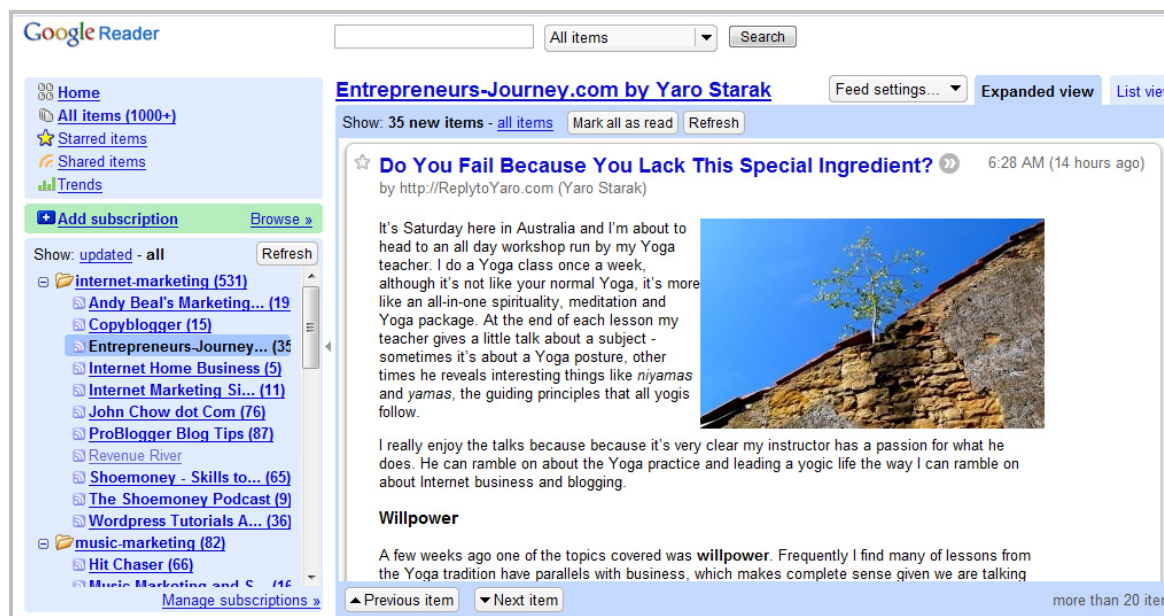 Google Reader
All items
Search
Home
All items (1000+)
Starred items
Shared items
Trends
Add subscription
Browse »
Show: updated - all
Refresh
internet-marketing (531)
Andy Beal's Marketing... (19
Copyblogger (15)
Entrepreneurs-Journey... (35
Internet Home Business (5)
Internet Marketing Si... (11)
John Chow dot Com (76)
ProBlogger Blog Tips (87)
Revenue River
Shoemoney - Skills to... (65)
The Shoemoney Podcast (9)
Wordpress Tutorials A... (36)
music-marketing (82)
Hit Chaser (66)
Music Marketing and S... (16
Manage subscriptions »
Entrepreneurs-Journey.com by Yaro Starak
Feed settings...
Expanded view
List vie
Show: 35 new items - all items
Mark all as read
Refresh
Do You Fail Because You Lack This Special Ingredient? »
6:28 AM (14 hours ago)
by http://ReplytoYaro.com (Yaro Starak)
It's Saturday here in Australia and I'm about to
head to an all day workshop run by my Yoga
teacher. I do a Yoga class once a week,
although it's not like your normal Yoga, it's more
like an all-in-one spirituality, meditation and
Yoga package. At the end of each lesson my
teacher gives a little talk about a subject -
sometimes it's about a Yoga posture, other
times he reveals interesting things like niyamas
and yamas, the guiding principles that all yogis
follow.
I really enjoy the talks because because it's very clear my instructor has a passion for what he
does. He can ramble on about the Yoga practice and leading a yogic life the way I can ramble on
about Internet business and blogging.
Willpower
A few weeks ago one of the topics covered was willpower. Frequently I find many of lessons from
the Yoga tradition have parallels with business, which makes complete sense given we are talking
Previous item
Next item
more than 20 iter